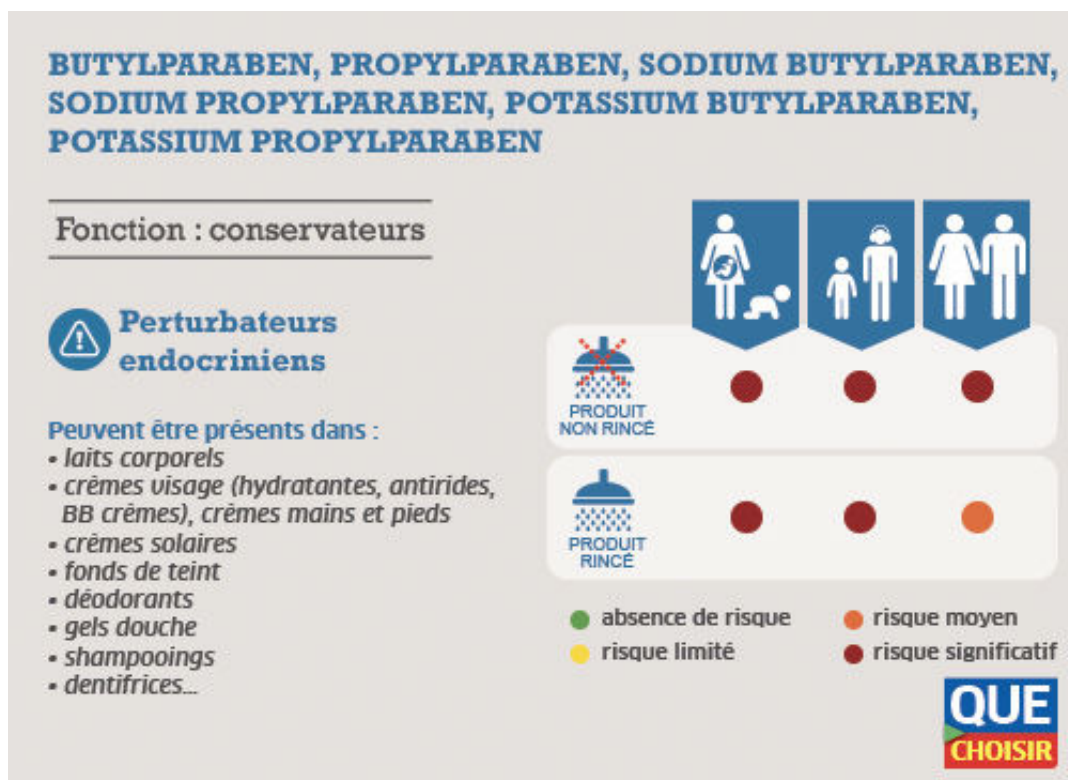 BUTYLPARABEN, PROPYLPARABEN, SODIUM BUTYLPARABEN,
SODIUM PROPYLPARABEN, POTASSIUM BUTYLPARABEN,
POTASSIUM PROPYLPARABEN
Fonction : conservateurs
Perturbateurs
endocriniens
Peuvent être présents dans :
• laits corporels
• crèmes visage (hydratantes, antirides,
BB crèmes), crèmes mains et pieds
• crèmes solaires
• fonds de teint
• déodorants
• gels douche
• shampooings
• dentifrices...
PRODUIT
NON RINCÉ
PRODUIT
RINCÉ
absence de risque
risque limité
risque moyen
risque significatif
QUE
CHOISIR